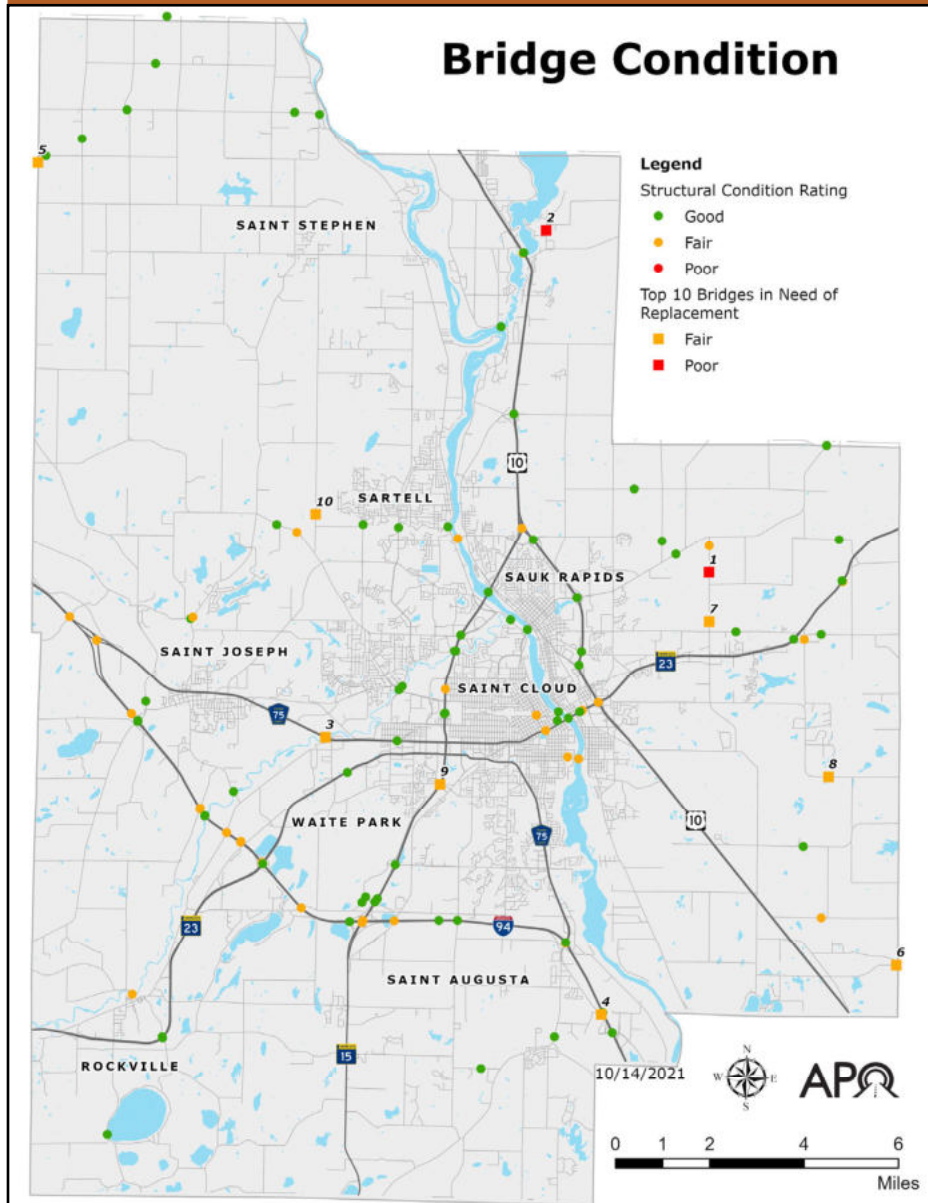 Bridge Condition
Legend
Structural Condition Rating
Good
Fair
Poor
Top 10 Bridges in Need of
Replacement
Fair
Poor
5
SAINT STEPHEN
2
10
SARTELL
10
SAUK RAPIDS
1
7
SAINT JOSEPH
23
SAINT CLOUD
75
3
9
8
WAITE PARK
75
10
23
94
6
SAINT AUGUSTA
4
15
ROCKVILLE
10/14/2021
N
W
E
S
APO
0 1 2 4 6
Miles